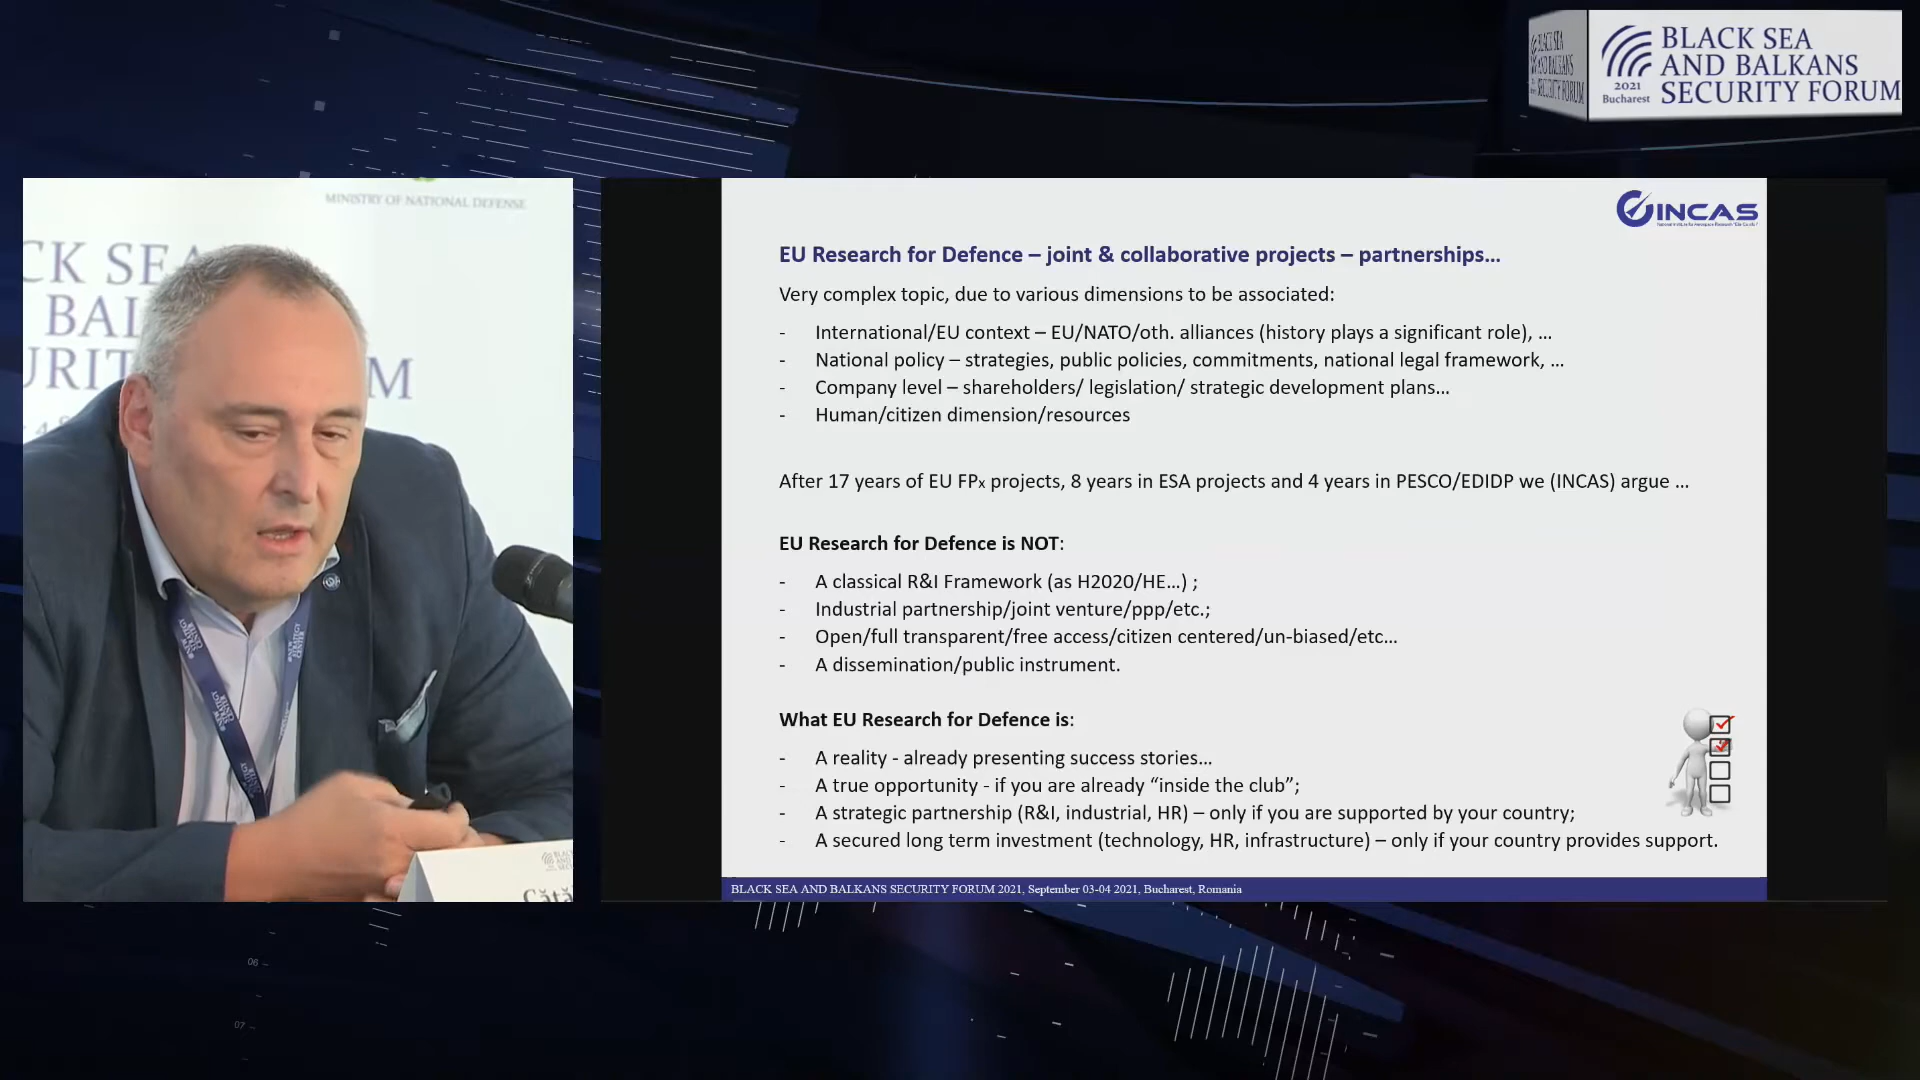 BLACK SEA
AND BALKANS
SECURITY FORUM
2021
Bucharest
MINISTRY OF NATIONAL DEFENSE
CK SEA
BAL
URIT
UM
INCAS
EU Research for Defence – joint & collaborative projects – partnerships…
Very complex topic, due to various dimensions to be associated:
- International/EU context – EU/NATO/oth. alliances (history plays a significant role), …
- National policy – strategies, public policies, commitments, national legal framework, …
- Company level – shareholders/ legislation/ strategic development plans…
- Human/citizen dimension/resources
After 17 years of EU FPx projects, 8 years in ESA projects and 4 years in PESCO/EDIDP we (INCAS) argue …
EU Research for Defence is NOT:
- A classical R&I Framework (as H2020/HE…) ;
- Industrial partnership/joint venture/ppp/etc.;
- Open/full transparent/free access/citizen centered/un-biased/etc…
- A dissemination/public instrument.
What EU Research for Defence is:
- A reality - already presenting success stories…
- A true opportunity - if you are already “inside the club”;
- A strategic partnership (R&I, industrial, HR) – only if you are supported by your country;
- A secured long term investment (technology, HR, infrastructure) – only if your country provides support.
BLACK SEA AND BALKANS SECURITY FORUM 2021, September 03-04 2021, Bucharest, Romania
06
07